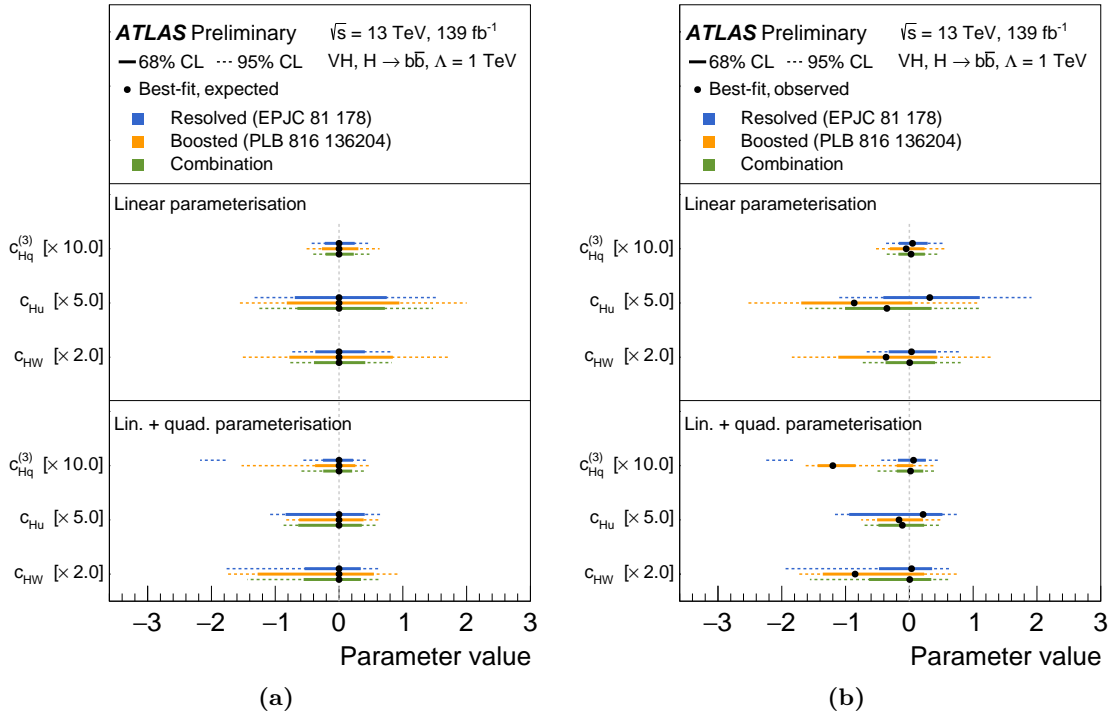 ATLAS Preliminary √s = 13 TeV, 139 fb⁻¹
68% CL 95% CL VH, H → bb̅, Λ = 1 TeV
Best-fit, expected
Resolved (EPJC 81 178)
Boosted (PLB 816 136204)
Combination
Linear parameterisation
c_Hq^(3) [× 10.0]
c_Hu [× 5.0]
c_HW [× 2.0]
Lin. + quad. parameterisation
c_Hq^(3) [× 10.0]
c_Hu [× 5.0]
c_HW [× 2.0]
−3 −2 −1 0 1 2 3
Parameter value
(a)
ATLAS Preliminary √s = 13 TeV, 139 fb⁻¹
68% CL 95% CL VH, H → bb̅, Λ = 1 TeV
Best-fit, observed
Resolved (EPJC 81 178)
Boosted (PLB 816 136204)
Combination
Linear parameterisation
c_Hq^(3) [× 10.0]
c_Hu [× 5.0]
c_HW [× 2.0]
Lin. + quad. parameterisation
c_Hq^(3) [× 10.0]
c_Hu [× 5.0]
c_HW [× 2.0]
−3 −2 −1 0 1 2 3
Parameter value
(b)